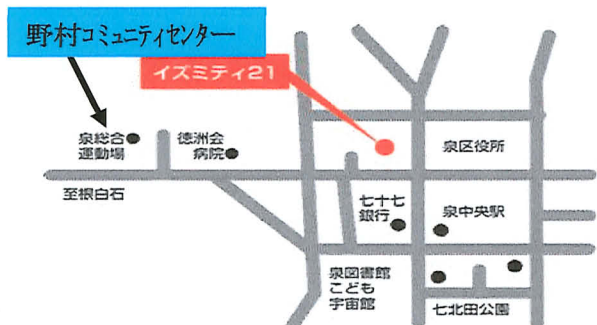 野村コミュニティセンター
イズミティ21
泉総合
運動場
徳洲会
病院
泉区役所
至根白石
七十七
銀行
泉中央駅
泉図書館
こども
宇宙館
七北田公園